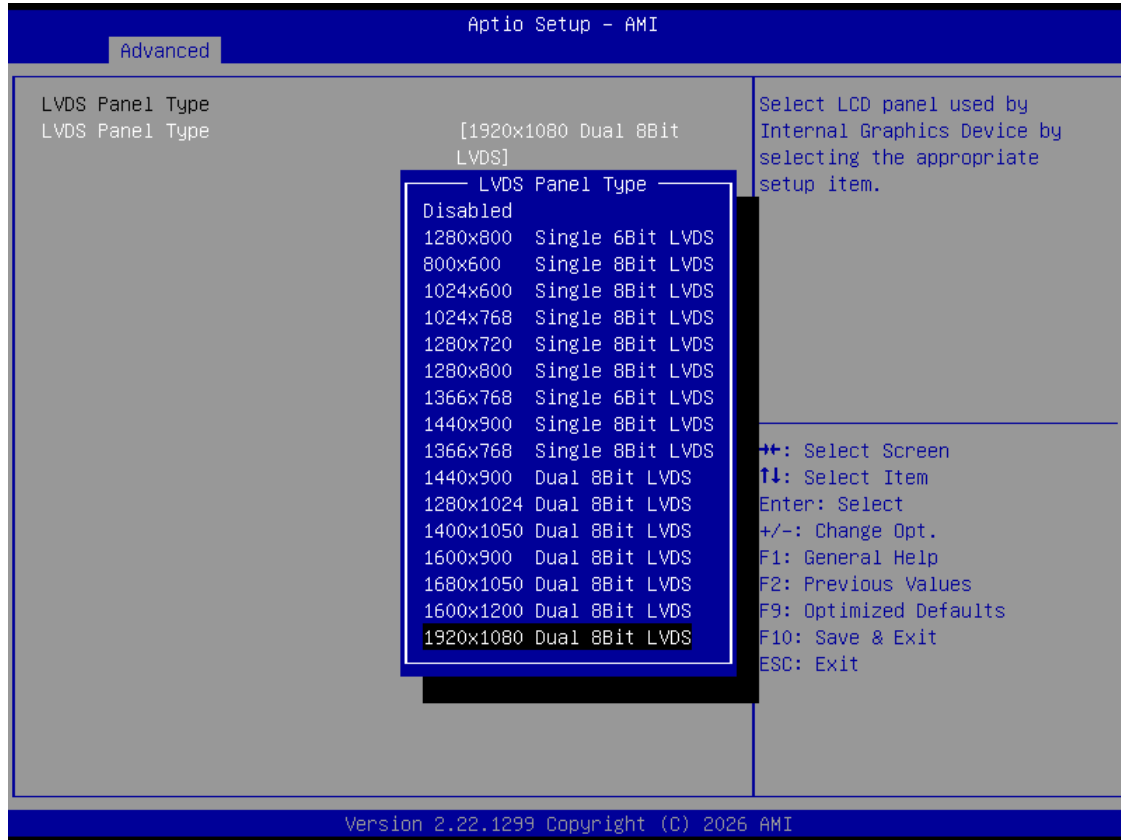 Aptio Setup – AMI
Advanced
LVDS Panel Type
LVDS Panel Type [1920x1080 Dual 8Bit
LVDS]
LVDS Panel Type
Disabled
1280x800 Single 6Bit LVDS
800x600 Single 8Bit LVDS
1024x600 Single 8Bit LVDS
1024x768 Single 8Bit LVDS
1280x720 Single 8Bit LVDS
1280x800 Single 8Bit LVDS
1366x768 Single 6Bit LVDS
1440x900 Single 8Bit LVDS
1366x768 Single 8Bit LVDS
1440x900 Dual 8Bit LVDS
1280x1024 Dual 8Bit LVDS
1400x1050 Dual 8Bit LVDS
1600x900 Dual 8Bit LVDS
1680x1050 Dual 8Bit LVDS
1600x1200 Dual 8Bit LVDS
1920x1080 Dual 8Bit LVDS
Select LCD panel used by
Internal Graphics Device by
selecting the appropriate
setup item.
→←: Select Screen
↑↓: Select Item
Enter: Select
+/-: Change Opt.
F1: General Help
F2: Previous Values
F9: Optimized Defaults
F10: Save & Exit
ESC: Exit
Version 2.22.1299 Copyright (C) 2026 AMI